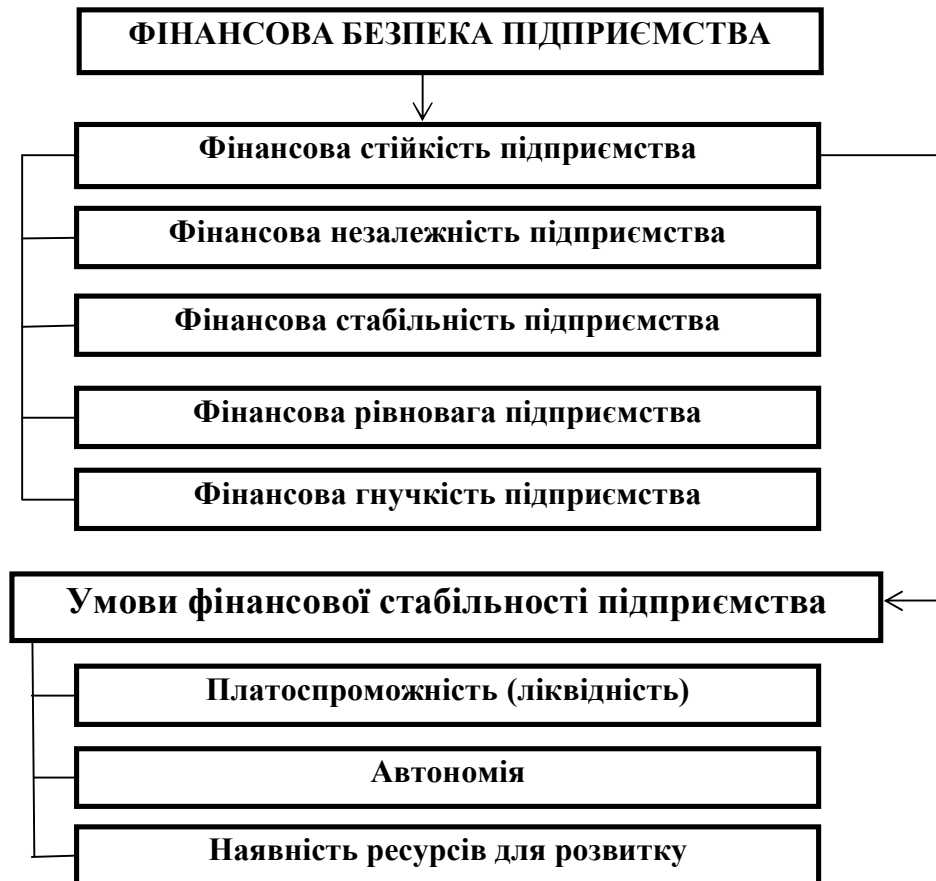 ФІНАНСОВА БЕЗПЕКА ПІДПРИЄМСТВА
Фінансова стійкість підприємства
Фінансова незалежність підприємства
Фінансова стабільність підприємства
Фінансова рівновага підприємства
Фінансова гнучкість підприємства
Умови фінансової стабільності підприємства
Платоспроможність (ліквідність)
Автономія
Наявність ресурсів для розвитку